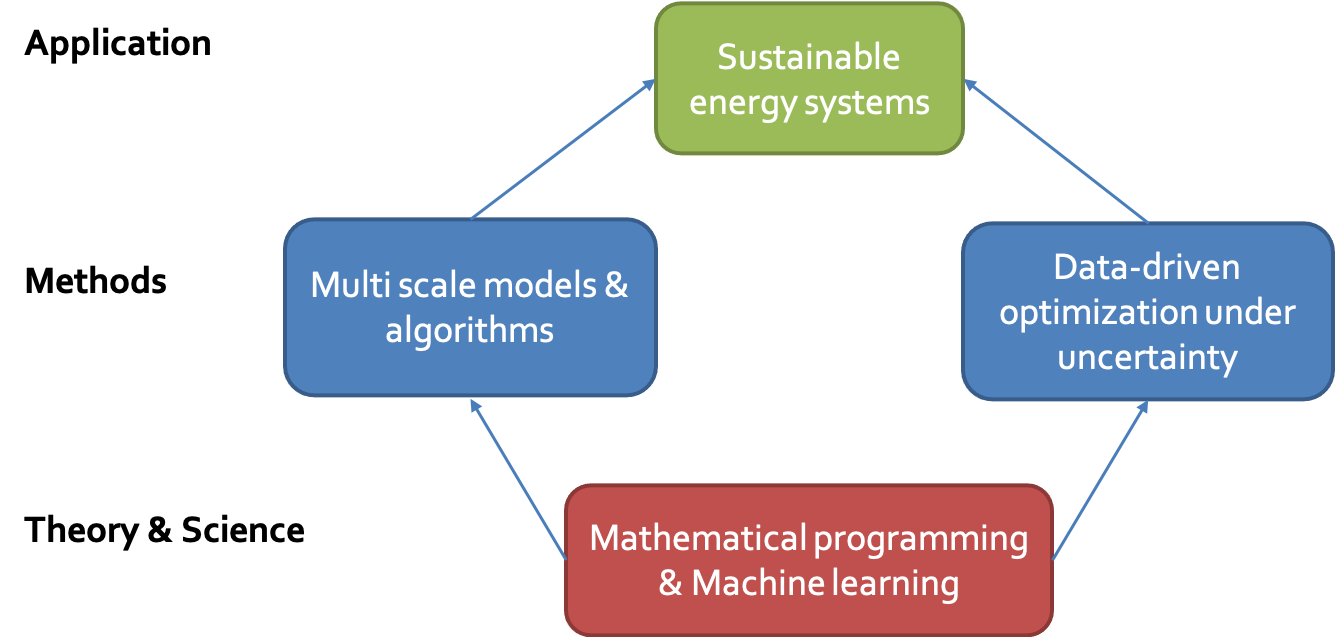 Application
Sustainable
energy systems
Methods
Multi scale models &
algorithms
Data-driven
optimization under
uncertainty
Theory & Science
Mathematical programming
& Machine learning